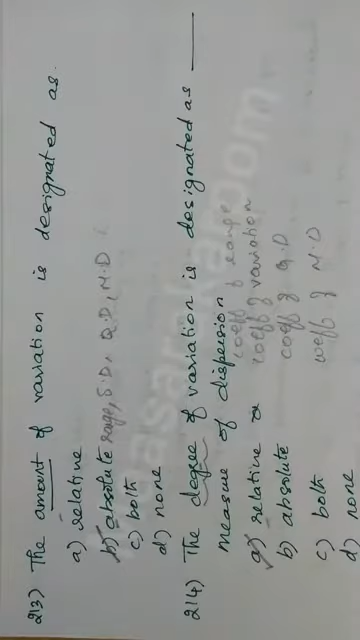 213) The amount of variation is designated as.
a) relative
b) absolute range, S.D, Q.D, M.D
c) both
d) none
214) The degree of variation is designated as
measure of dispersion coeff of range
a) relative coeff of variation
b) absolute coeff of Q.D
c) both coeff of M.D
d) none